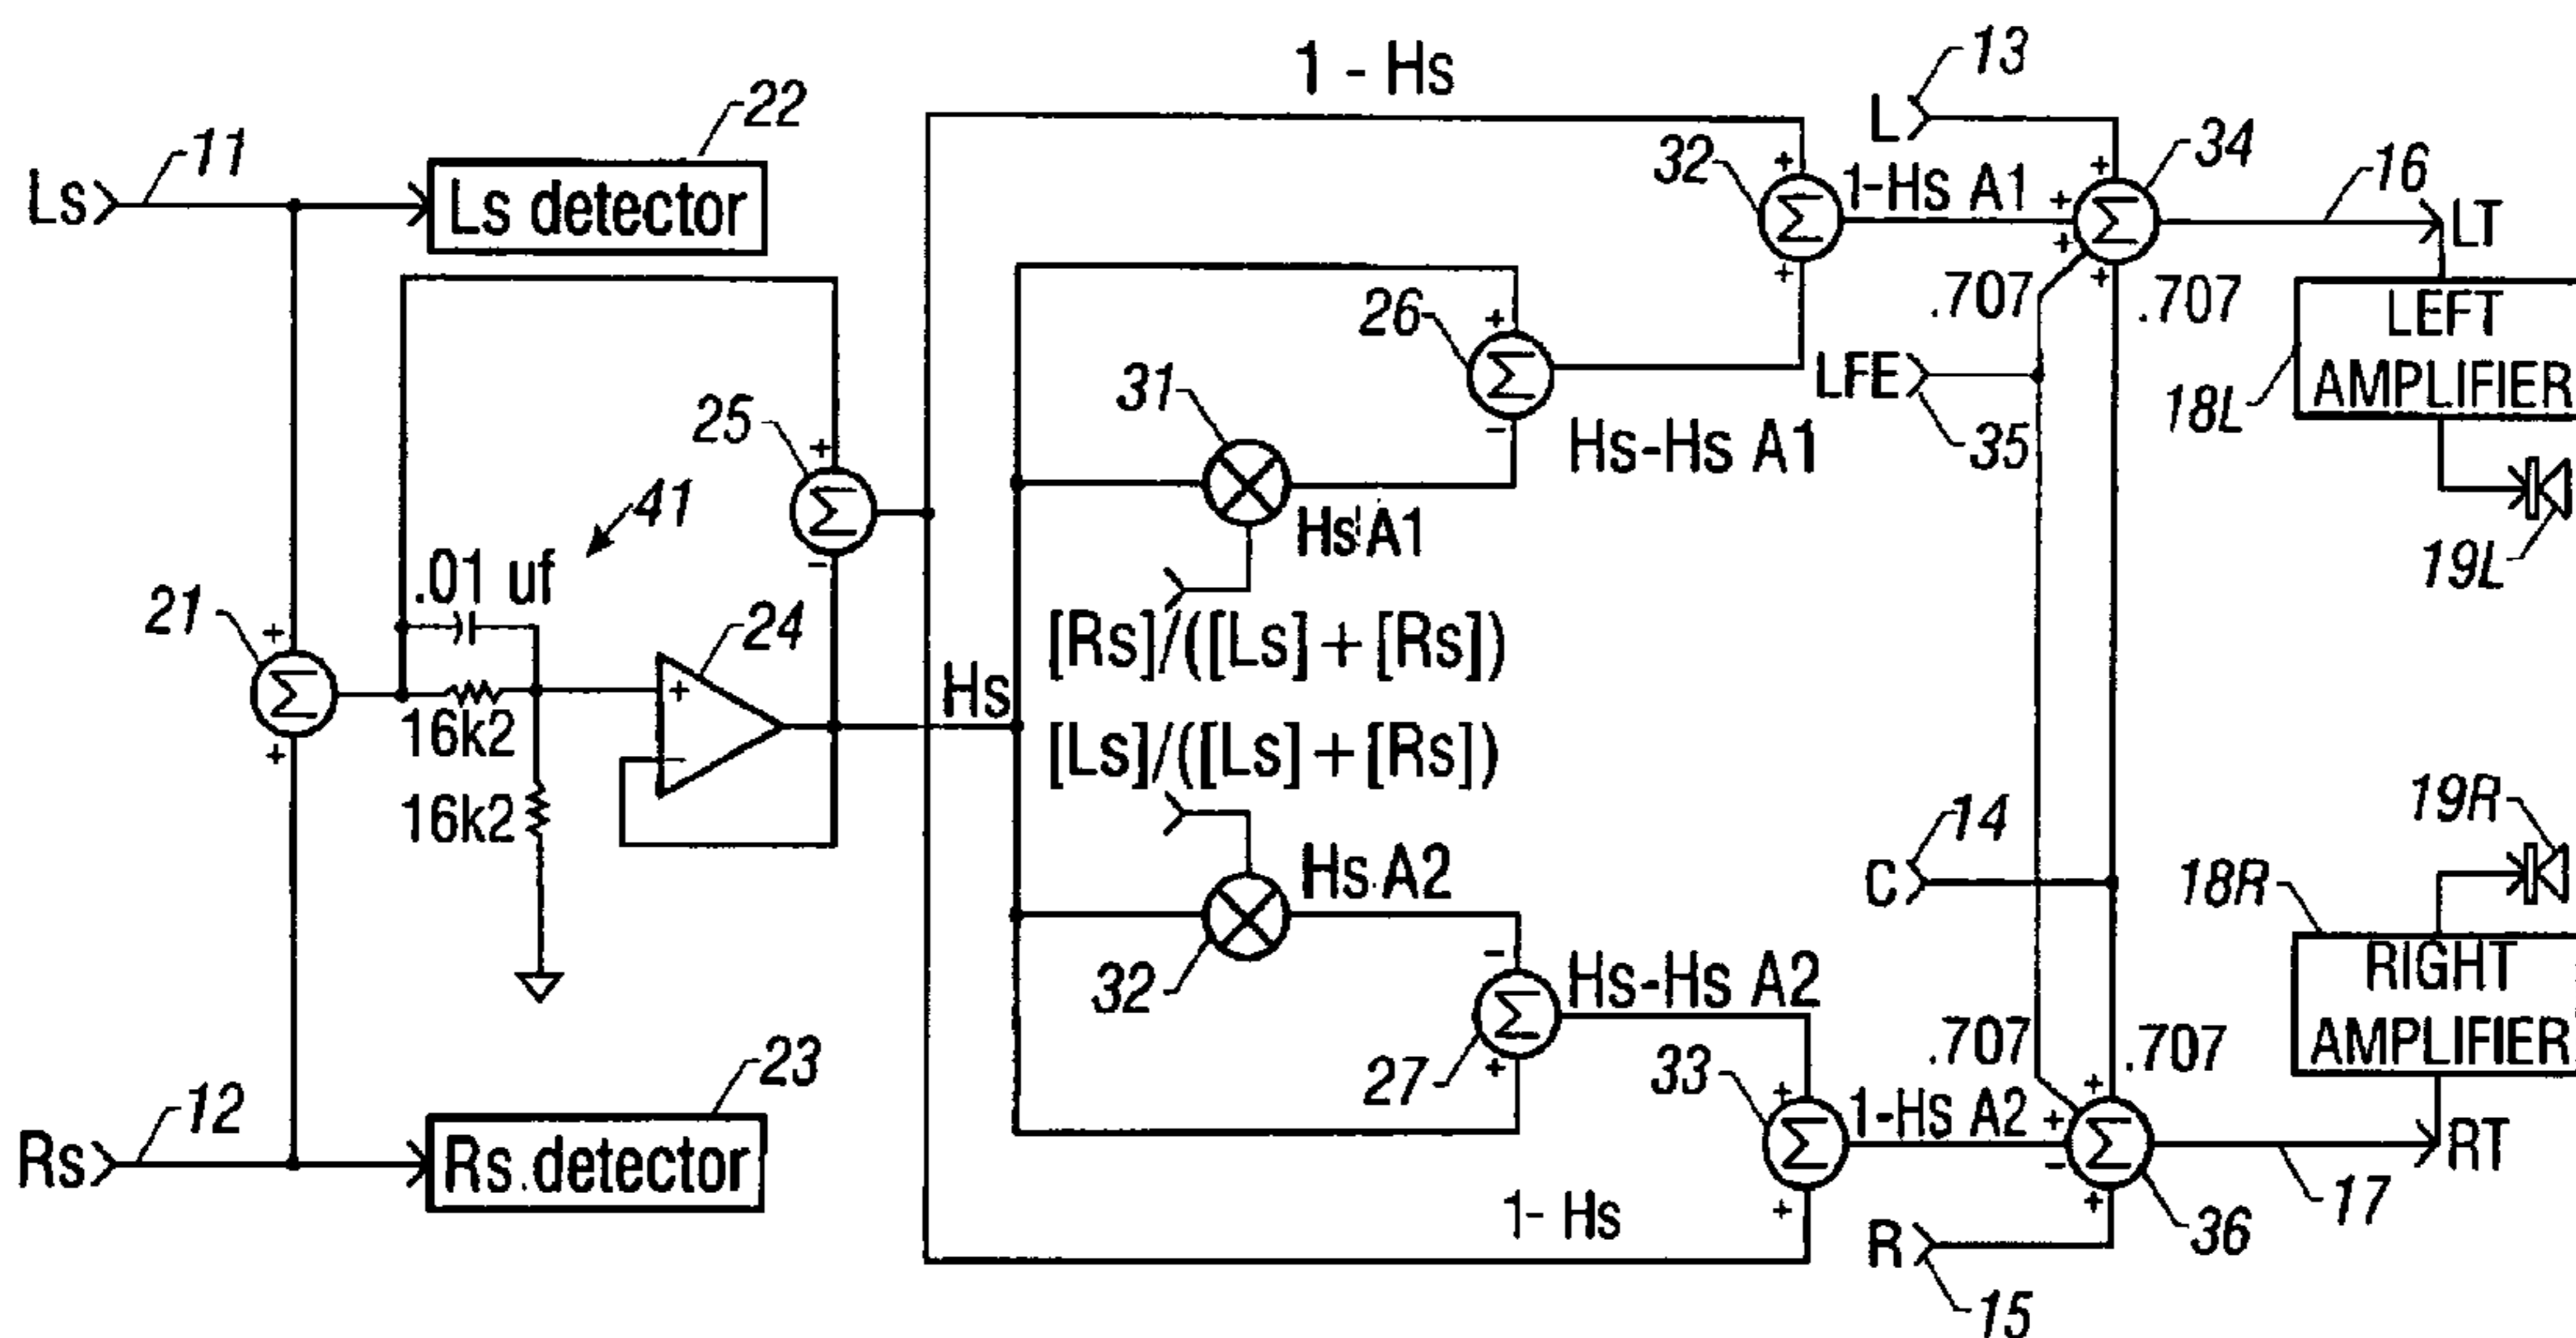 1 - Hs
13
22
L
11
32
34
Ls
Ls detector
1-Hs A1
16
LT
26
.707
.707
LEFT
AMPLIFIER
31
LFE
18L
25
Hs-Hs A1
35
41
Hs A1
.01 uf
19L
21
24
[Rs]/([Ls]+[Rs])
Hs
16k2
[Ls]/([Ls]+[Rs])
16k2
14
19R
Hs A2
C
18R
32
Hs-Hs A2
RIGHT
AMPLIFIER
23
27
33
.707
.707
12
1-Hs A2
Rs
Rs detector
RT
1- Hs
R
36
17
15